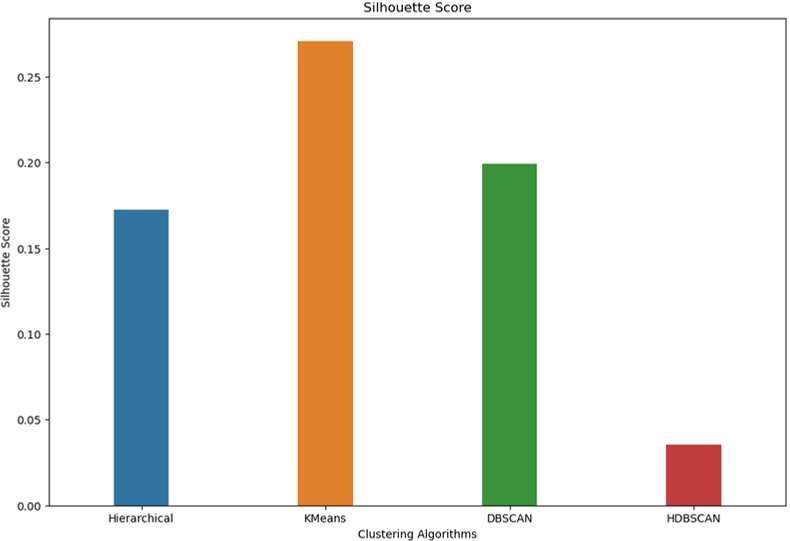 Silhouette Score
Silhouette Score
0.25
0.20
0.15
0.10
0.05
0.00
Hierarchical KMeans DBSCAN HDBSCAN
Clustering Algorithms